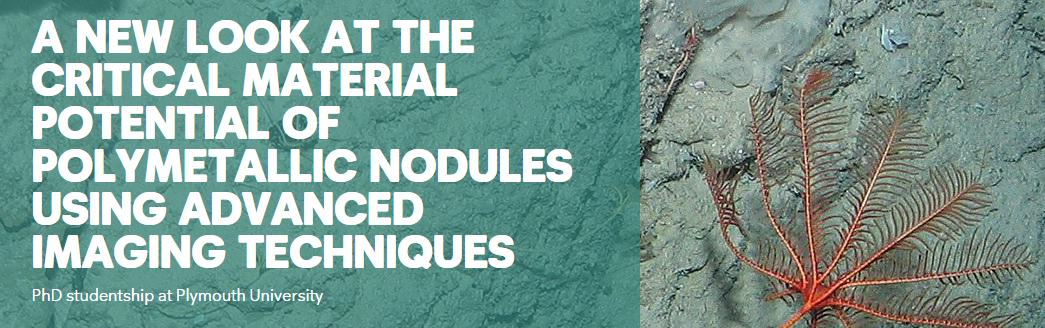 A NEW LOOK AT THE
CRITICAL MATERIAL
POTENTIAL OF
POLYMETALLIC NODULES
USING ADVANCED
IMAGING TECHNIQUES
PhD studentship at Plymouth University